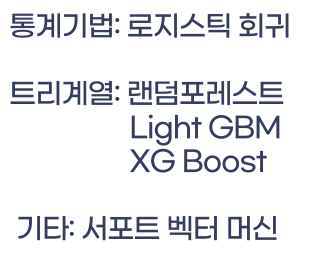 통계기법: 로지스틱 회귀
트리계열: 랜덤포레스트
Light GBM
XG Boost
기타: 서포트 벡터 머신